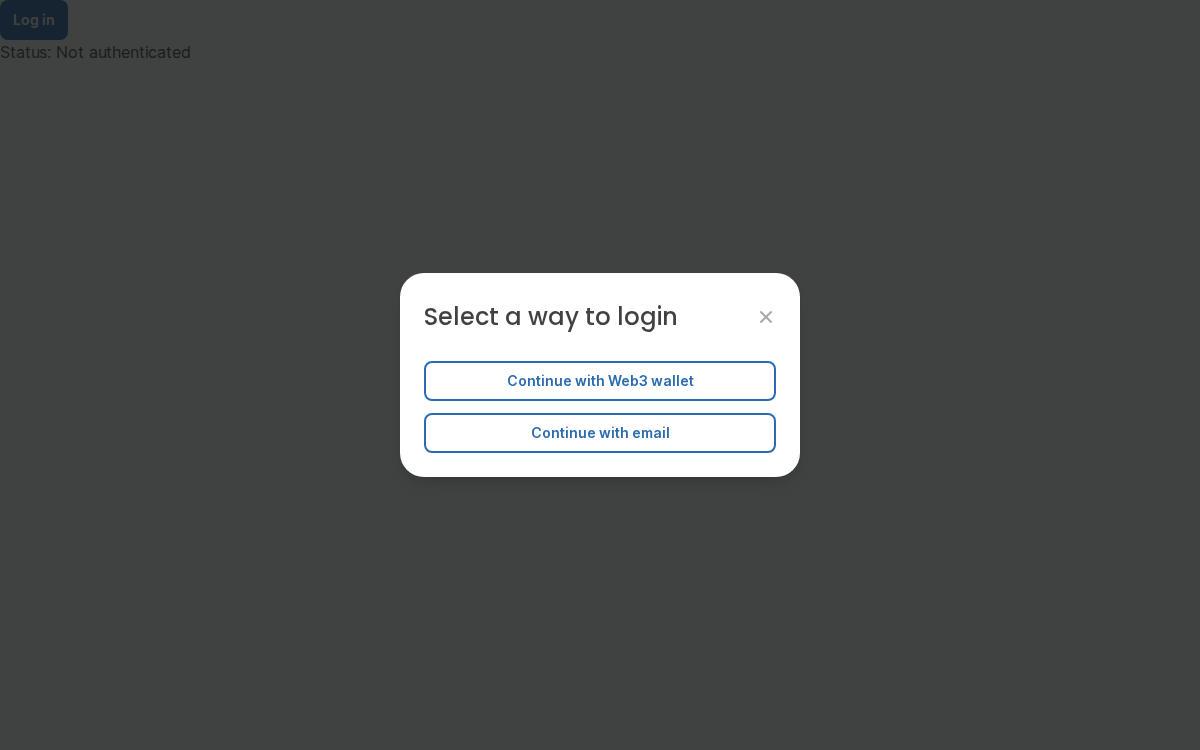 Log in
Status: Not authenticated
Select a way to login
Continue with Web3 wallet
Continue with email